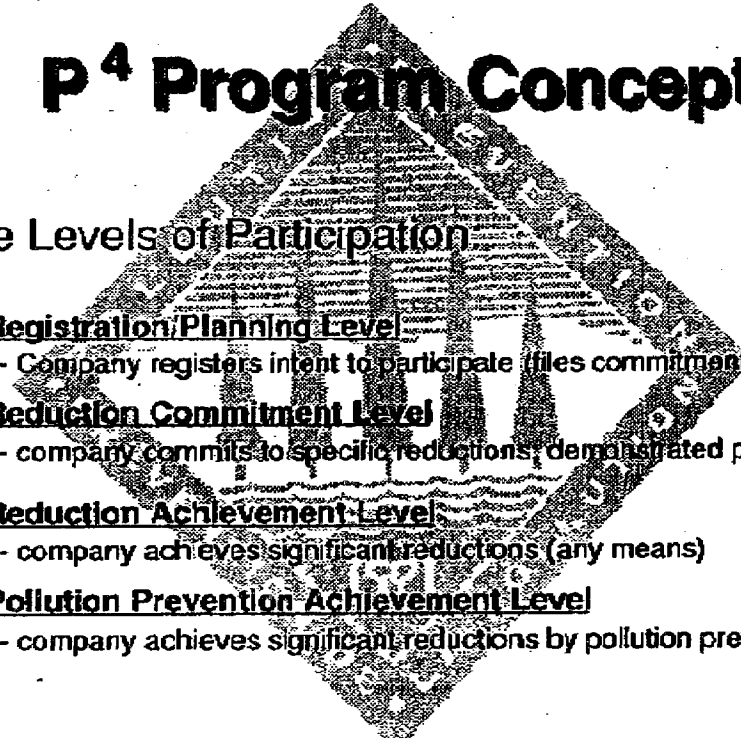 P⁴ Program Concept
e Levels of Participation
Registration/Planning Level
- Company registers intent to participate (files commitmen
Reduction Commitment Level
- company commits to specific reductions; demonstrated p
Reduction Achievement Level
- company achieves significant reductions (any means)
Pollution Prevention Achievement Level
- company achieves significant reductions by pollution pre